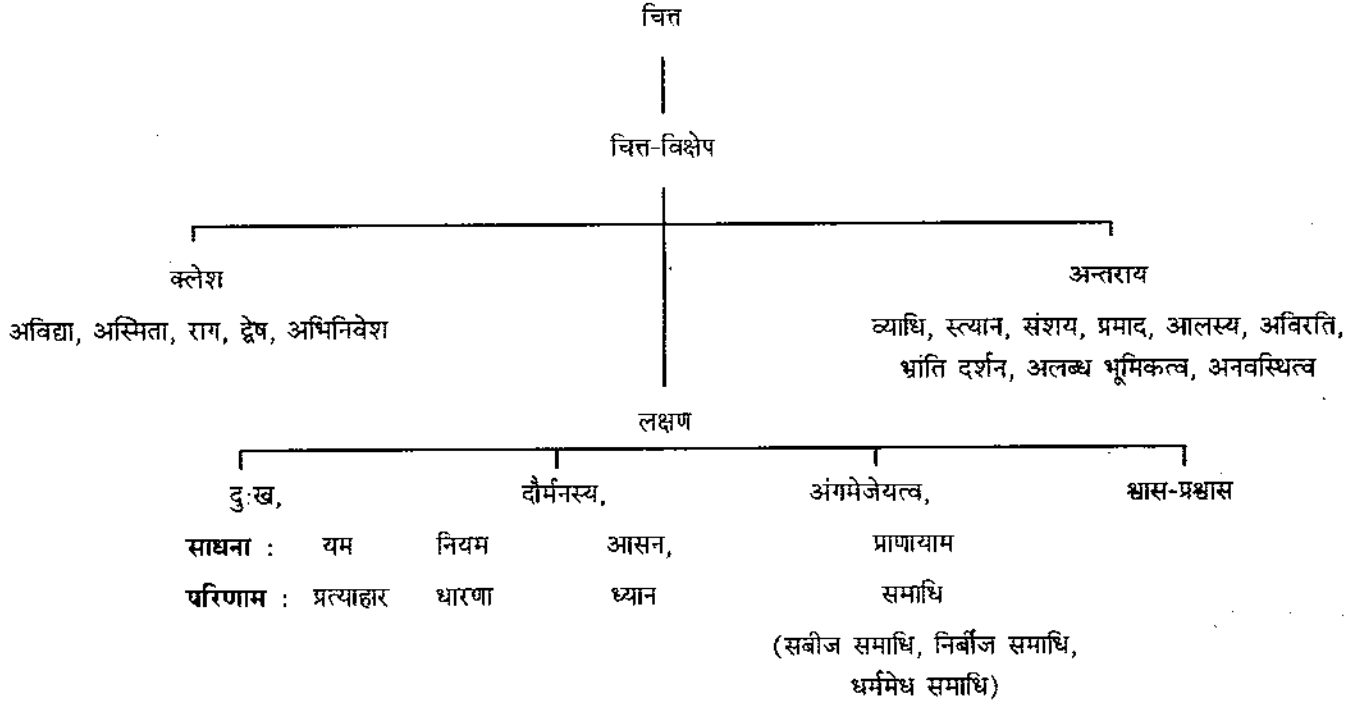 चित्त
चित्त-विक्षेप
क्लेश
अविद्या, अस्मिता, राग, द्वेष, अभिनिवेश
अन्तराय
व्याधि, स्त्यान, संशय, प्रमाद, आलस्य, अविरति,
भ्रांति दर्शन, अलब्ध भूमिकत्व, अनवस्थित्व
लक्षण
दुःख, दौर्मनस्य, अंगमेजेयत्व, श्वास-प्रश्वास
साधना : यम नियम आसन, प्राणायाम
परिणाम : प्रत्याहार धारणा ध्यान समाधि
(सबीज समाधि, निर्बीज समाधि,
धर्ममेध समाधि)